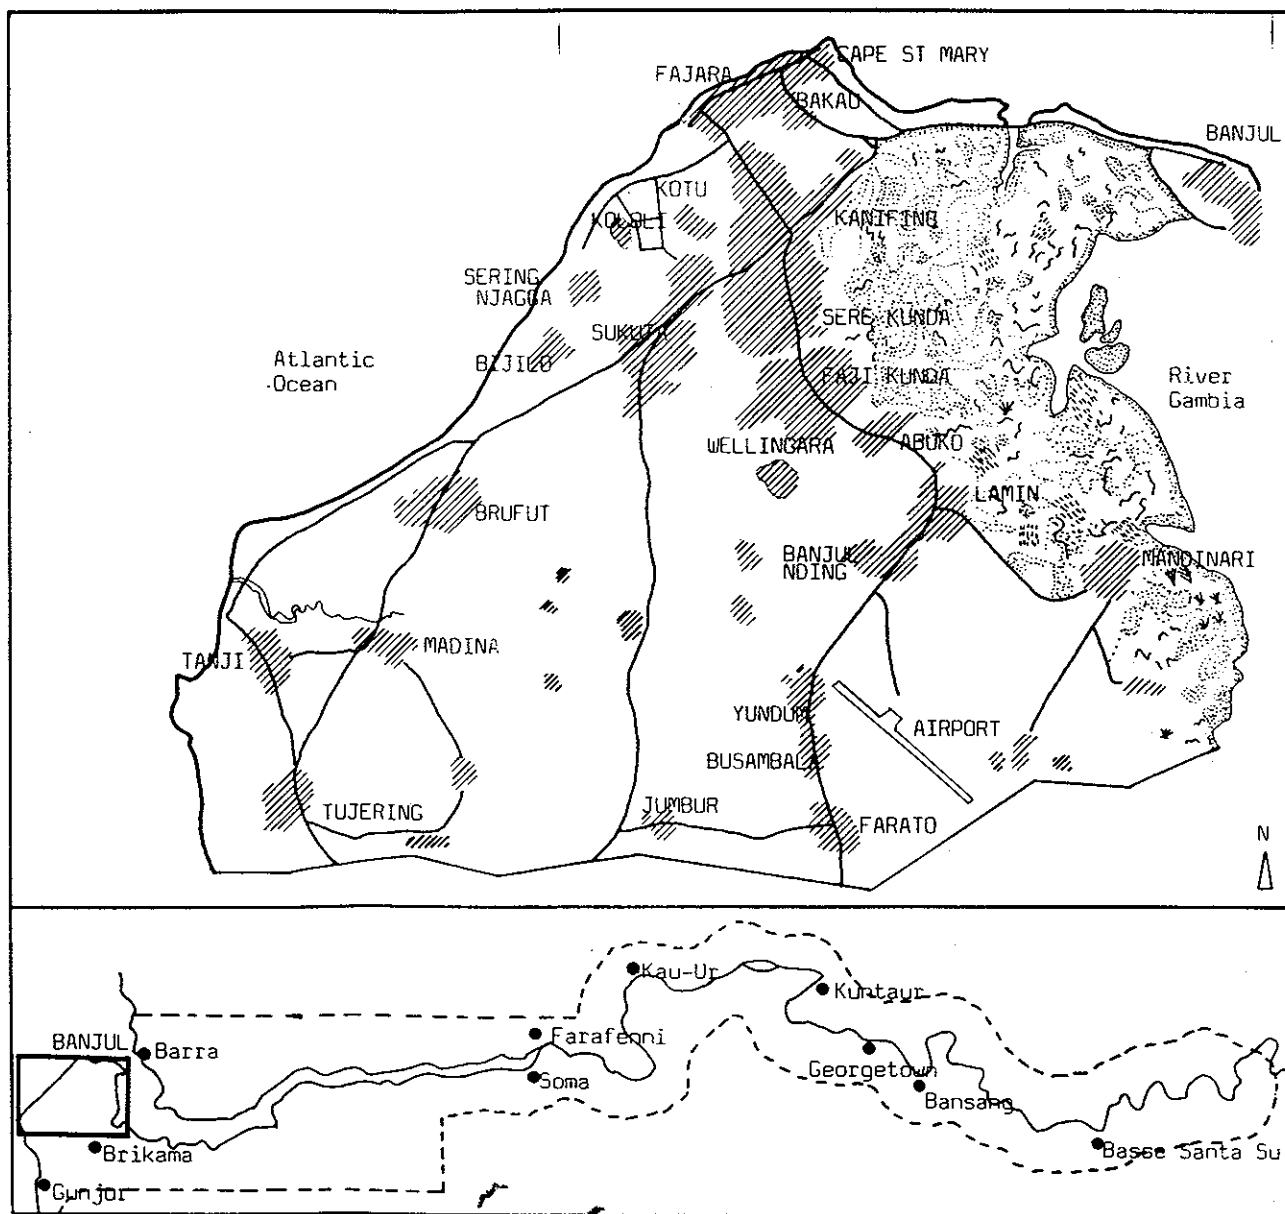 CAPE ST MARY
FAJARA
BAKAU
BANJUL
KOTU
KOLOLI
KANIFING
SERING
NJAGGA
SUKUTA
SERE KUNDA
BIJILO
Atlantic
Ocean
FAJI KUNDA
River
Gambia
WELLINGARA
ABUKO
LAMIN
BRUFUT
BANJUL
NDING
MANDINARI
TANJI
MADINA
YUNDUM
AIRPORT
BUSAMBALA
TUJERING
JUMBUR
FARATO
N
Kau-Ur
Kuntaur
BANJUL
Barra
Farafenni
Georgetown
Soma
Bansang
Brikama
Basse Santa Su
Gunjor